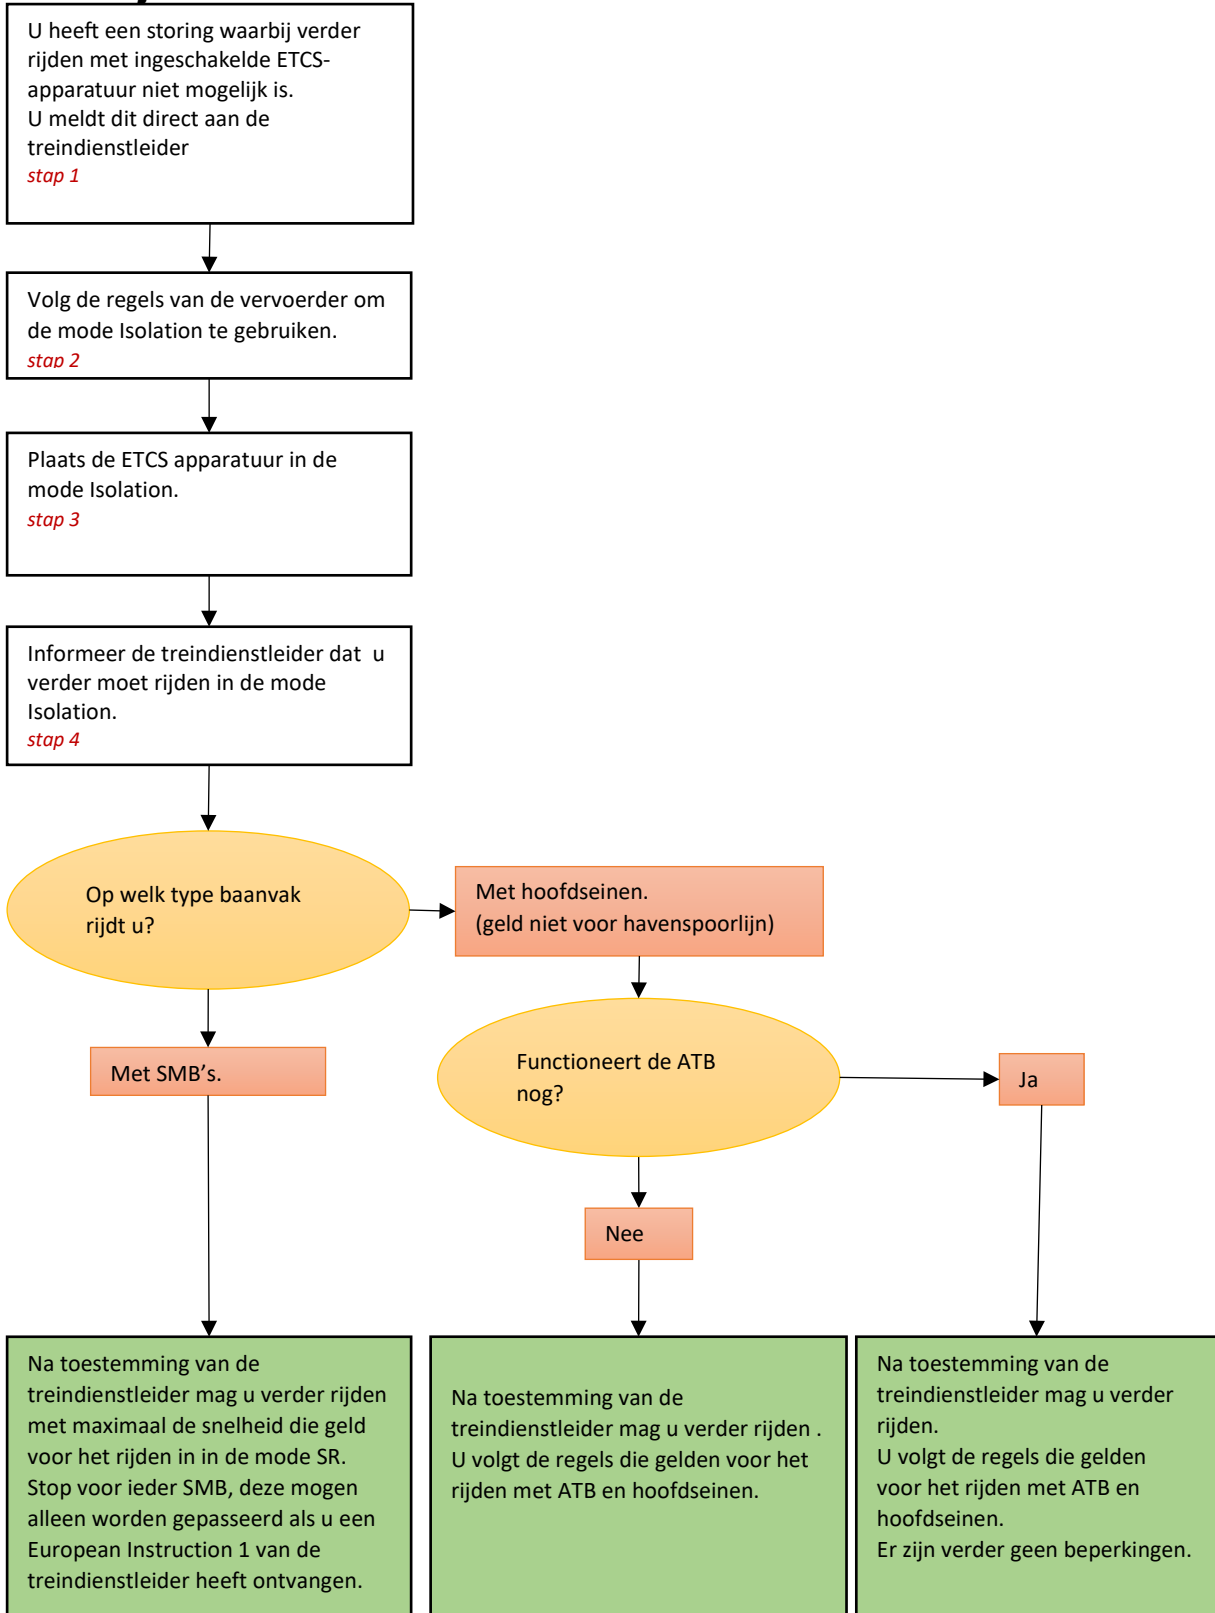 U heeft een storing waarbij verder
rijden met ingeschakelde ETCS-
apparatuur niet mogelijk is.
U meldt dit direct aan de
treindienstleider
stap 1
Volg de regels van de vervoerder om
de mode Isolation te gebruiken.
stap 2
Plaats de ETCS apparatuur in de
mode Isolation.
stap 3
Informeer de treindienstleider dat u
verder moet rijden in de mode
Isolation.
stap 4
Op welk type baanvak
rijdt u?
Met hoofdseinen.
(geld niet voor havenspoorlijn)
Met SMB's.
Functioneert de ATB
nog?
Ja
Nee
Na toestemming van de
treindienstleider mag u verder rijden
met maximaal de snelheid die geld
voor het rijden in in de mode SR.
Stop voor ieder SMB, deze mogen
alleen worden gepasseerd als u een
European Instruction 1 van de
treindienstleider heeft ontvangen.
Na toestemming van de
treindienstleider mag u verder rijden .
U volgt de regels die gelden voor het
rijden met ATB en hoofdseinen.
Na toestemming van de
treindienstleider mag u verder
rijden.
U volgt de regels die gelden
voor het rijden met ATB en
hoofdseinen.
Er zijn verder geen beperkingen.